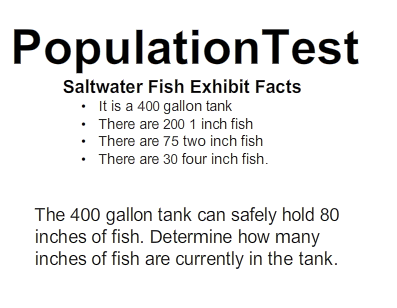 PopulationTest
Saltwater Fish Exhibit Facts
• It is a 400 gallon tank
• There are 200 1 inch fish
• There are 75 two inch fish
• There are 30 four inch fish.
The 400 gallon tank can safely hold 80
inches of fish. Determine how many
inches of fish are currently in the tank.